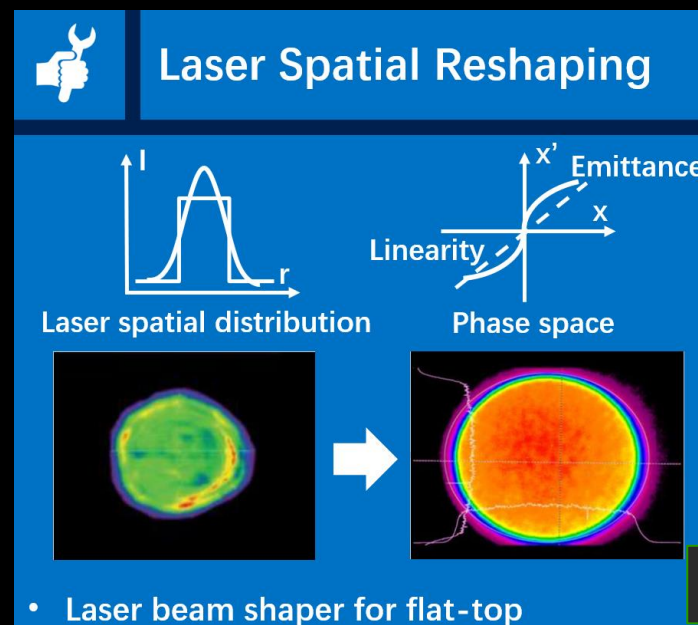 Laser Spatial Reshaping
I
r
x'
Emittance
x
Linearity
Laser spatial distribution
Phase space
• Laser beam shaper for flat-top